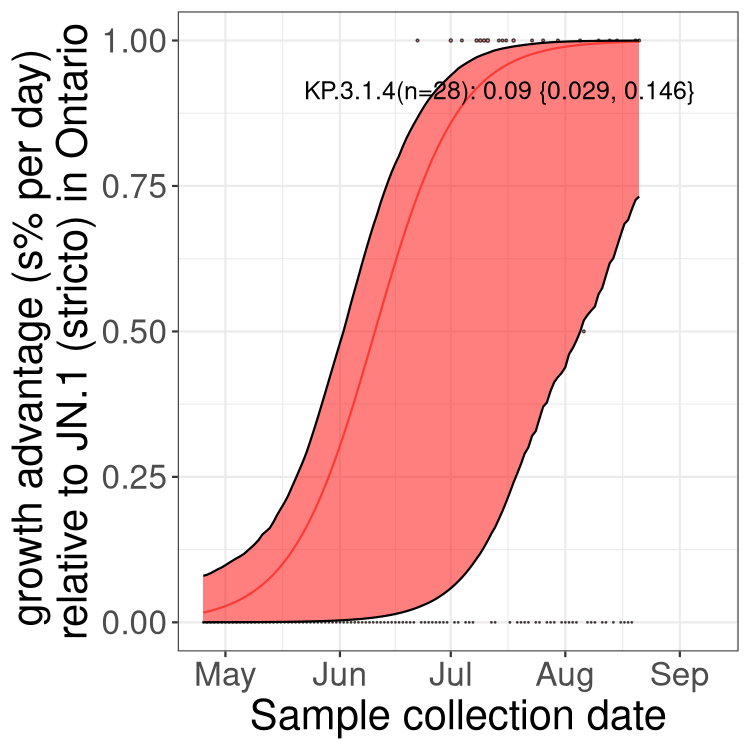 growth advantage (s% per day)
relative to JN.1 (stricto) in Ontario
1.00
0.75
0.50
0.25
0.00
KP.3.1.4(n=28): 0.09 {0.029, 0.146}
May
Jun
Jul
Aug
Sep
Sample collection date